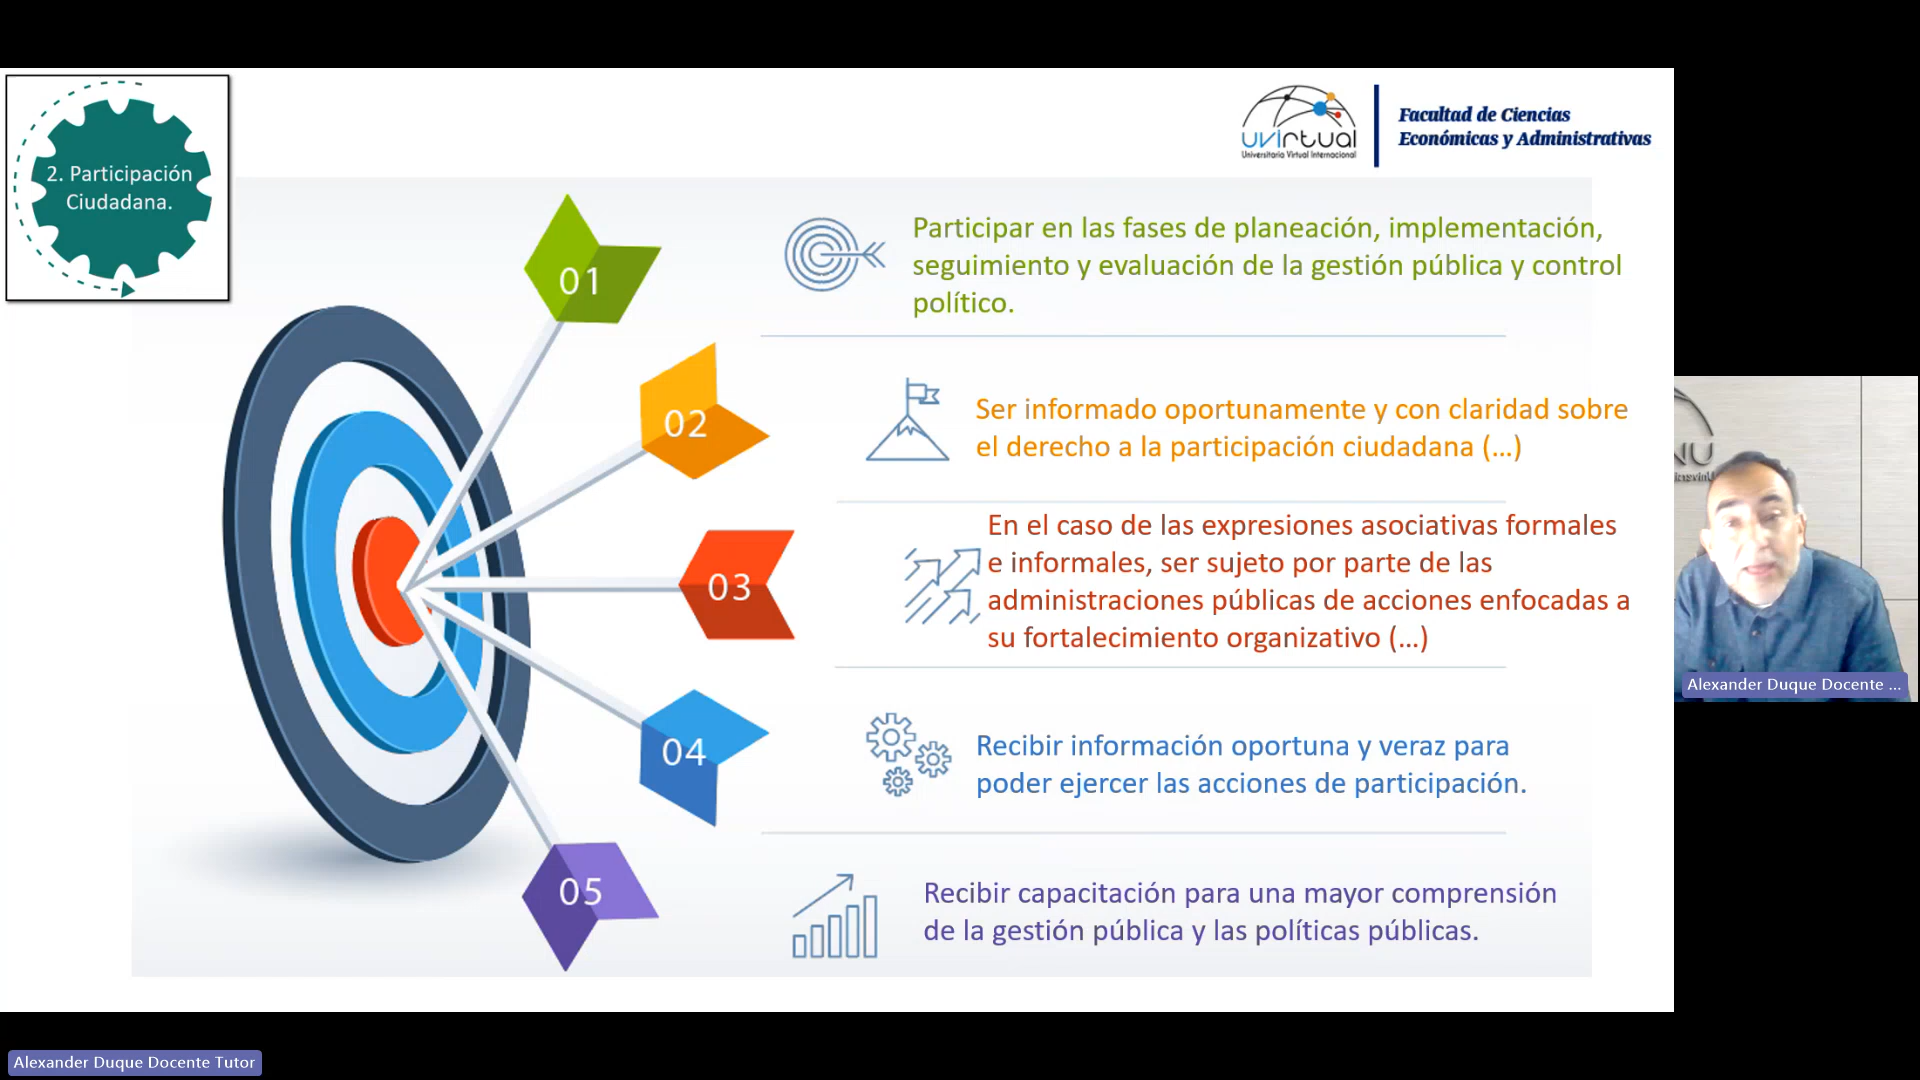 2. Participación
Ciudadana.
uvirtual
Universitaria Virtual Internacional
Facultad de Ciencias
Económicas y Administrativas
01
Participar en las fases de planeación, implementación,
seguimiento y evaluación de la gestión pública y control
político.
02
Ser informado oportunamente y con claridad sobre
el derecho a la participación ciudadana (...)
03
En el caso de las expresiones asociativas formales
e informales, ser sujeto por parte de las
administraciones públicas de acciones enfocadas a
su fortalecimiento organizativo (...)
04
Recibir información oportuna y veraz para
poder ejercer las acciones de participación.
05
Recibir capacitación para una mayor comprensión
de la gestión pública y las políticas públicas.
Alexander Duque Docente ...
Alexander Duque Docente Tutor